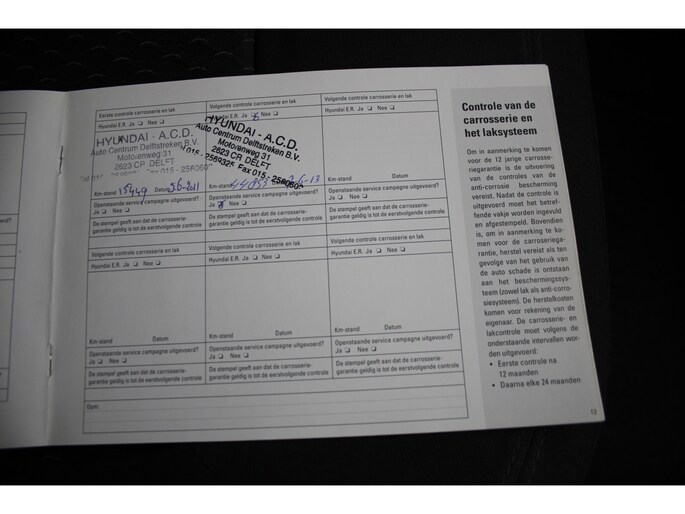 Eerste controle carrosserie en lak
Hyundai E.R. Ja ❏ Nee ❏
HYUNDAI - A.C.D.
Auto Centrum Delftstreken B.V.
Motorenweg 31
2623 CR DELFT
Km-stand 15449 Datum
Openstaande service campagne uitgevoerd?
Ja ❏ Nee ❏
De stempel geeft aan dat de carrosserie-
garantie geldig is tot de eerstvolgende controle
Volgende controle carrosserie en lak
Hyundai E.R. Ja ❏ Nee ❏
HYUNDAI - A.C.D.
Auto Centrum Delftstreken B.V.
Motorenweg 31
2623 CR DELFT
Km-stand
Openstaande service campagne uitgevoerd?
Ja ❏ Nee ❏
De stempel geeft aan dat de carrosserie-
garantie geldig is tot de eerstvolgende controle
Volgende controle carrosserie en lak
Hyundai E.R. Ja ❏ Nee ❏
Km-stand Datum
Openstaande service campagne uitgevoerd?
Ja ❏ Nee ❏
De stempel geeft aan dat de carrosserie-
garantie geldig is tot de eerstvolgende controle
Volgende controle carrosserie en lak
Hyundai E.R. Ja ❏ Nee ❏
Km-stand Datum
Openstaande service campagne uitgevoerd?
Ja ❏ Nee ❏
De stempel geeft aan dat de carrosserie-
garantie geldig is tot de eerstvolgende controle
Volgende controle carrosserie en lak
Hyundai E.R. Ja ❏ Nee ❏
Km-stand Datum
Openstaande service campagne uitgevoerd?
Ja ❏ Nee ❏
De stempel geeft aan dat de carrosserie-
garantie geldig is tot de eerstvolgende controle
Volgende controle carrosserie en lak
Hyundai E.R. Ja ❏ Nee ❏
Km-stand Datum
Openstaande service campagne uitgevoerd?
Ja ❏ Nee ❏
De stempel geeft aan dat de carrosserie-
garantie geldig is tot de eerstvolgende controle
Opm:
Controle van de
carrosserie en
het laksysteem
Om in aanmerking te komen
voor de 12 jarige carrosse-
riegarantie is de uitvoering
van de controles van de
anti-corrosie bescherming
vereist. Nadat de controle is
uitgevoerd moet het betref-
fende vakje worden ingevuld
en afgestempeld. Bovendien
is, om in aanmerking te ko-
men voor de carrosseriega-
rantie, herstel vereist als ten
gevolge van het gebruik van
de auto schade is ontstaan
aan het beschermingssys-
teem (zowel lak als anti-corro-
siesysteem). De herstelkosten
komen voor rekening van de
eigenaar. De carrosserie- en
lakcontrole moet volgens de
onderstaande intervallen wor-
den uitgevoerd:
• Eerste controle na
12 maanden
• Daarna elke 24 maanden
13